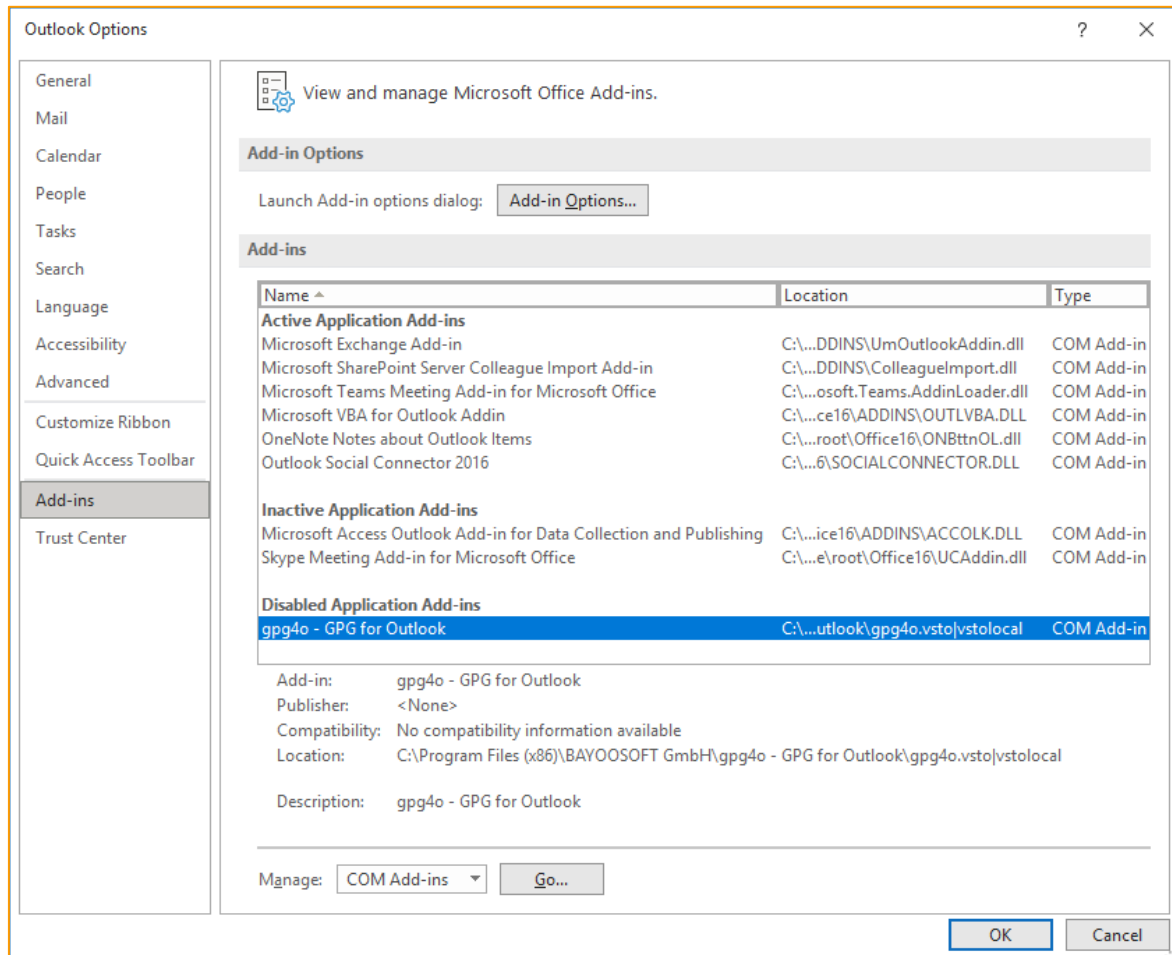 Outlook Options
?
General
Mail
Calendar
People
Tasks
Search
Language
Accessibility
Advanced
Customize Ribbon
Quick Access Toolbar
Add-ins
Trust Center
View and manage Microsoft Office Add-ins.
Add-in Options
Launch Add-in options dialog: Add-in Options...
Add-ins
Name Location Type
Active Application Add-ins
Microsoft Exchange Add-in C:\...DDINS\UmOutlookAddin.dll COM Add-in
Microsoft SharePoint Server Colleague Import Add-in C:\...DDINS\ColleagueImport.dll COM Add-in
Microsoft Teams Meeting Add-in for Microsoft Office C:\...osoft.Teams.AddinLoader.dll COM Add-in
Microsoft VBA for Outlook Addin C:\...ce16\ADDINS\OUTLVBA.DLL COM Add-in
OneNote Notes about Outlook Items C:\...root\Office16\ONBttnOL.dll COM Add-in
Outlook Social Connector 2016 C:\...6\SOCIALCONNECTOR.DLL COM Add-in
Inactive Application Add-ins
Microsoft Access Outlook Add-in for Data Collection and Publishing C:\...ice16\ADDINS\ACCOLK.DLL COM Add-in
Skype Meeting Add-in for Microsoft Office C:\...e\root\Office16\UCAddin.dll COM Add-in
Disabled Application Add-ins
gpg4o - GPG for Outlook C:\...utlook\gpg4o.vsto|vstolocal COM Add-in
Add-in: gpg4o - GPG for Outlook
Publisher: <None>
Compatibility: No compatibility information available
Location: C:\Program Files (x86)\BAYOOSOFT GmbH\gpg4o - GPG for Outlook\gpg4o.vsto|vstolocal
Description: gpg4o - GPG for Outlook
Manage: COM Add-ins Go...
OK Cancel